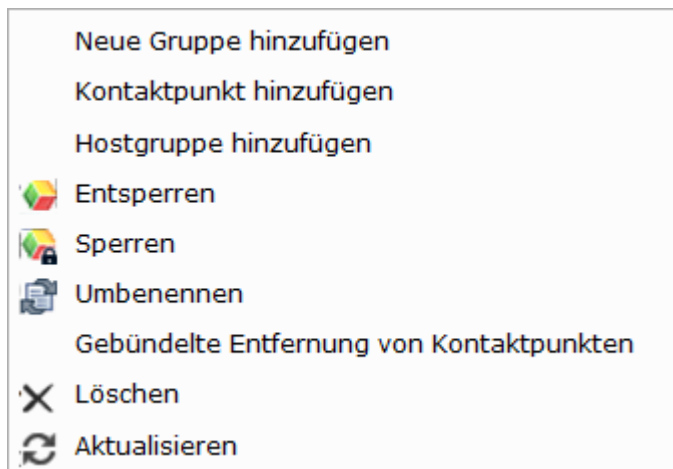 Neue Gruppe hinzufügen
Kontaktpunkt hinzufügen
Hostgruppe hinzufügen
Entsperren
Sperren
Umbenennen
Gebündelte Entfernung von Kontaktpunkten
Löschen
Aktualisieren